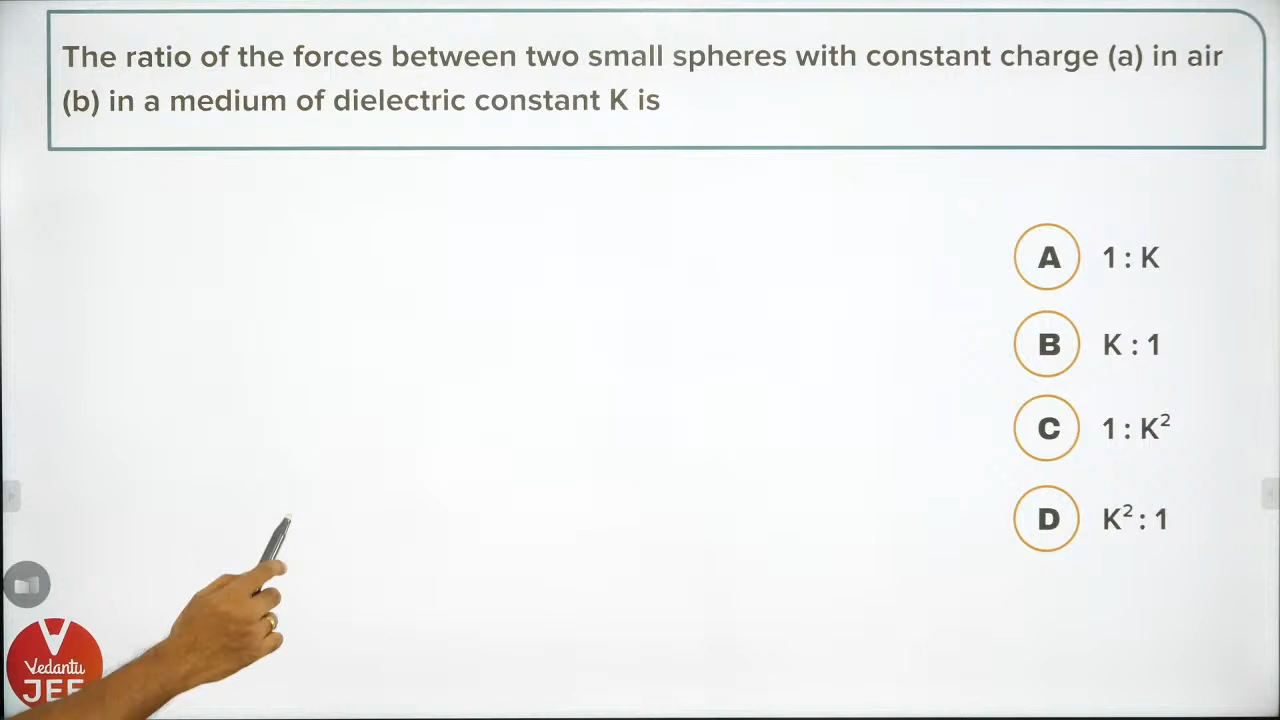 The ratio of the forces between two small spheres with constant charge (a) in air
(b) in a medium of dielectric constant K is
A 1 : K
B K : 1
C 1 : K²
D K² : 1
Vedantu
JEE